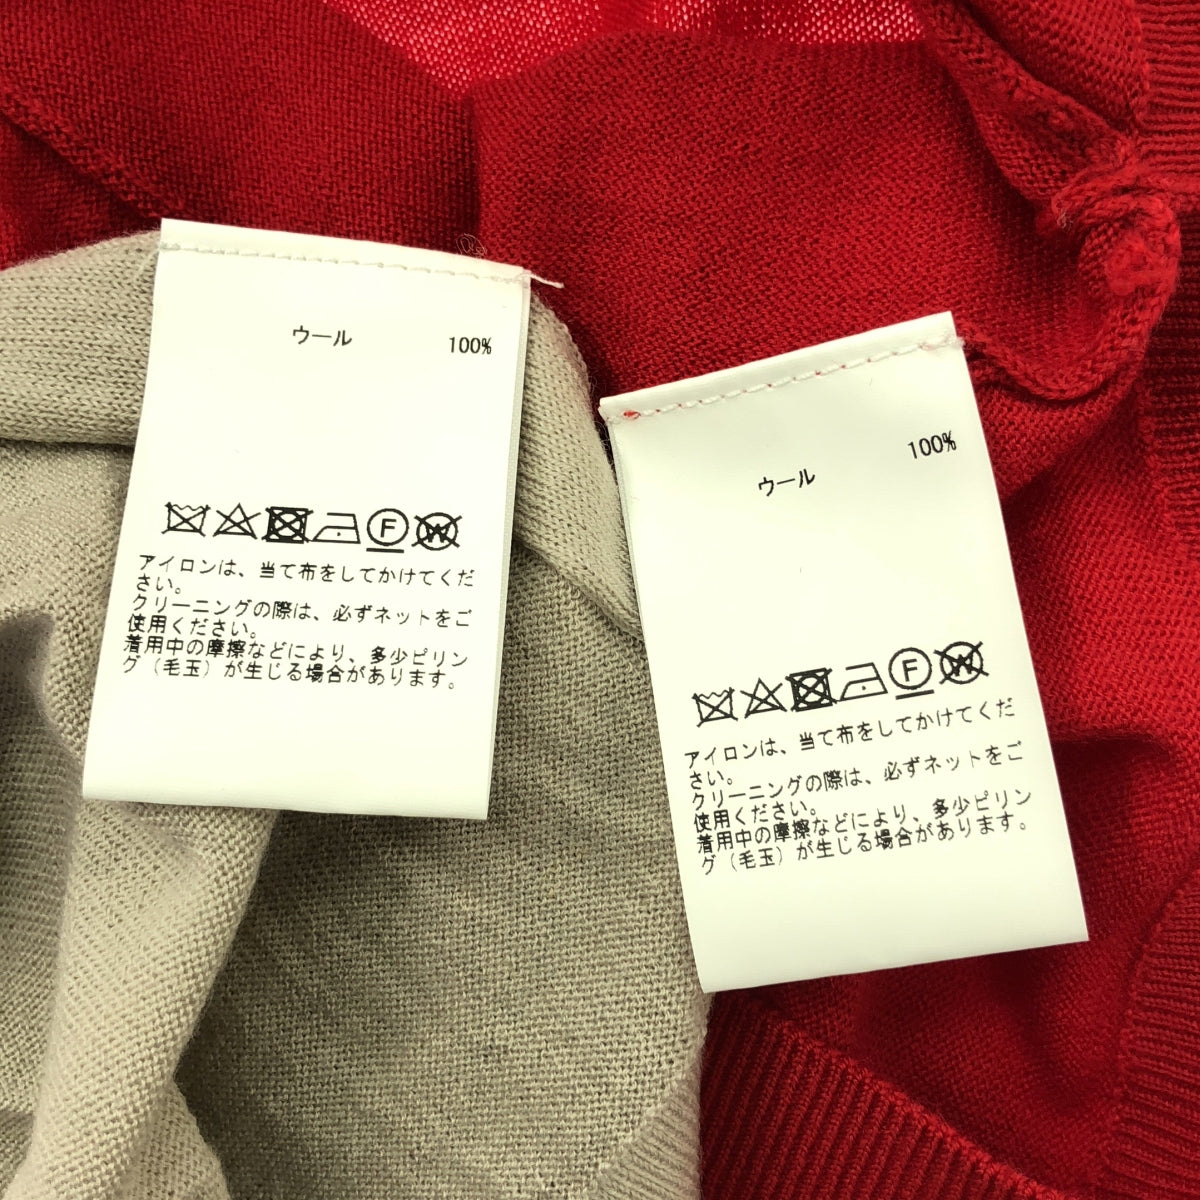 ウール 100%
アイロンは、当て布をしてかけてくだ
さい。
クリーニングの際は、必ずネットをご
使用ください。
着用中の摩擦などにより、多少ピリン
グ（毛玉）が生じる場合があります。
F
W
ウール 100%
アイロンは、当て布をしてかけてくだ
さい。
クリーニングの際は、必ずネットをご
使用ください。
着用中の摩擦などにより、多少ピリン
グ（毛玉）が生じる場合があります。
F
W